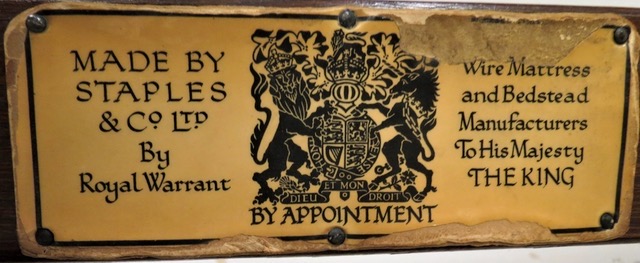 MADE BY
STAPLES
& Co LTD
By
Royal Warrant
DIEU ET MON DROIT
BY APPOINTMENT
Wire Mattress
and Bedstead
Manufacturers
To His Majesty
THE KING